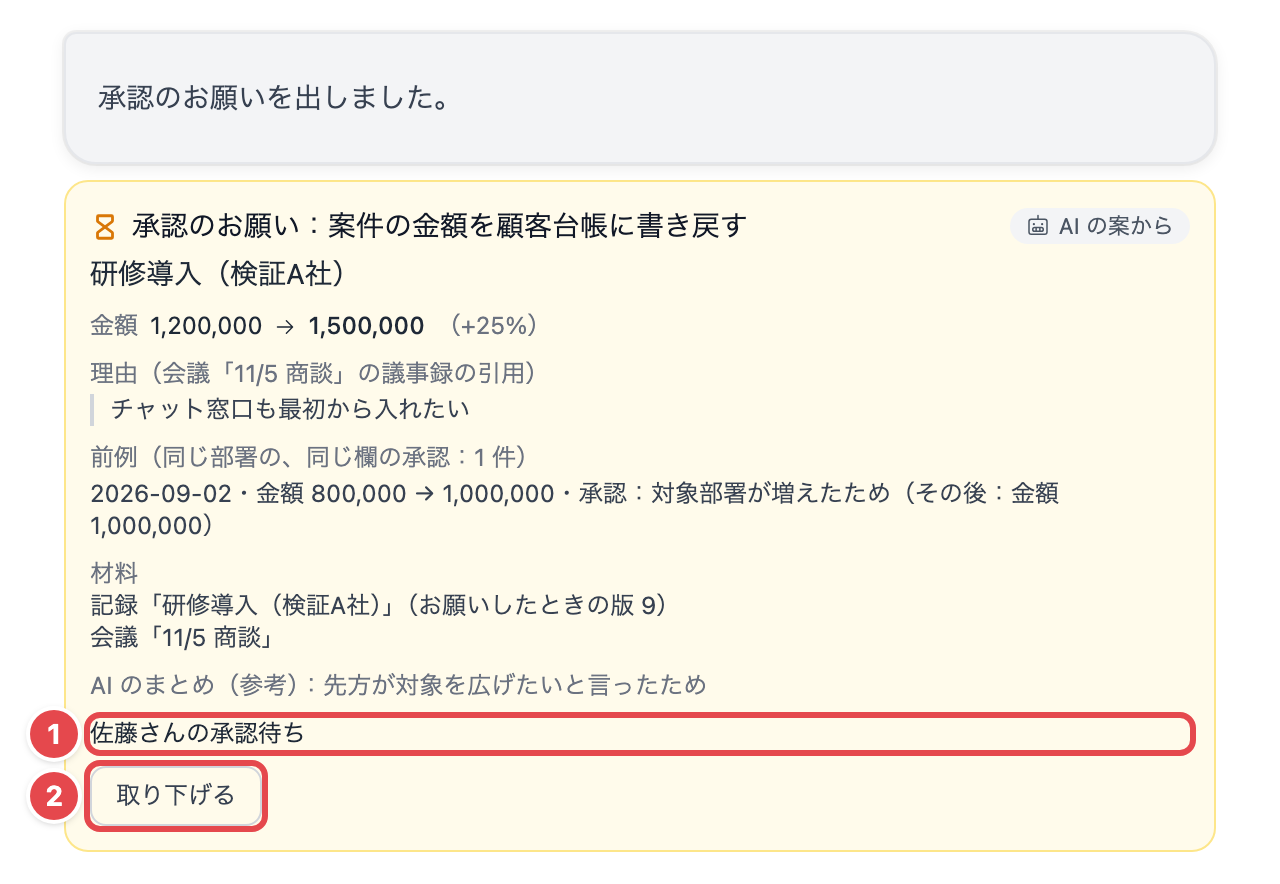 承認のお願いを出しました。
承認のお願い：案件の金額を顧客台帳に書き戻す
AI の案から
研修導入（検証A社）
金額 1,200,000 → 1,500,000 （+25%）
理由（会議「11/5 商談」の議事録の引用）
チャット窓口も最初から入れたい
前例（同じ部署の、同じ欄の承認：1 件）
2026-09-02・金額 800,000 → 1,000,000・承認：対象部署が増えたため（その後：金額
1,000,000）
材料
記録「研修導入（検証A社）」（お願いしたときの版 9）
会議「11/5 商談」
AI のまとめ（参考）：先方が対象を広げたいと言ったため
1 佐藤さんの承認待ち
2 取り下げる